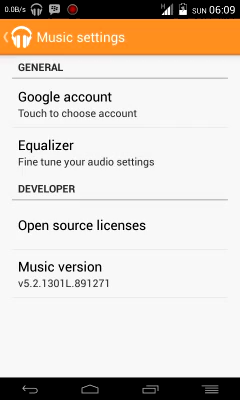 0.0B/s SUN 06:09
Music settings
GENERAL
Google account
Touch to choose account
Equalizer
Fine tune your audio settings
DEVELOPER
Open source licenses
Music version
v5.2.1301L.891271